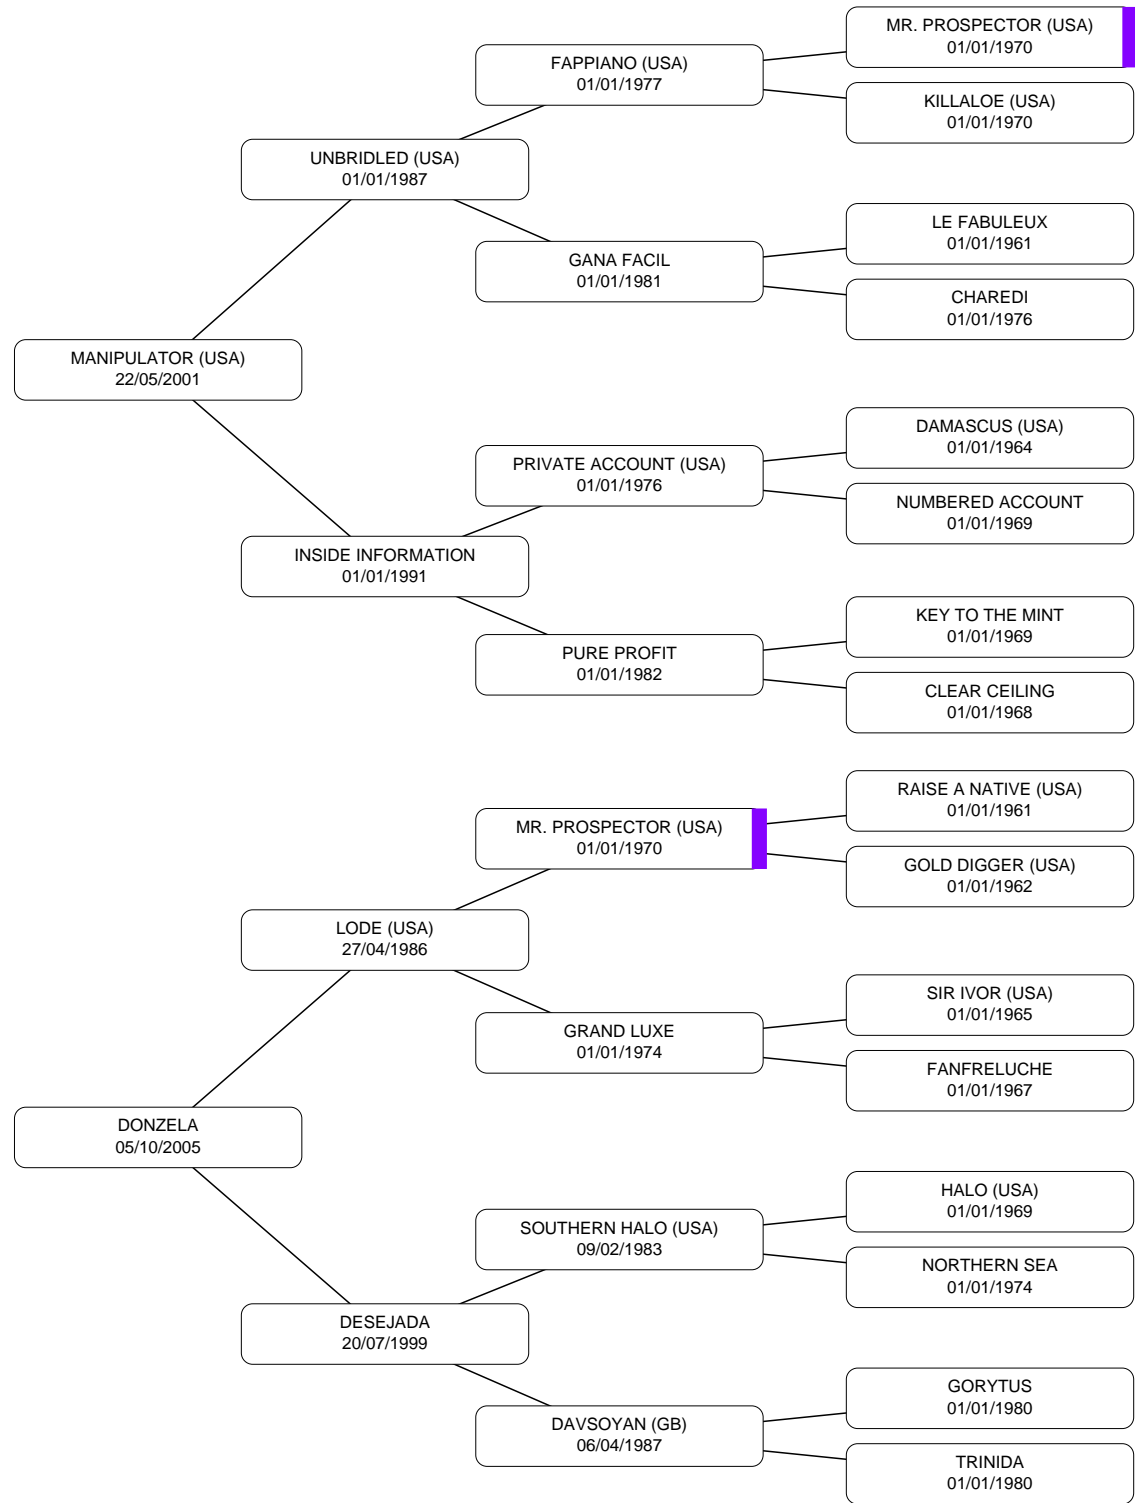 MR. PROSPECTOR (USA)
01/01/1970
FAPPIANO (USA)
01/01/1977
KILLALOE (USA)
01/01/1970
UNBRIDLED (USA)
01/01/1987
LE FABULEUX
01/01/1961
GANA FACIL
01/01/1981
CHAREDI
01/01/1976
MANIPULATOR (USA)
22/05/2001
DAMASCUS (USA)
01/01/1964
PRIVATE ACCOUNT (USA)
01/01/1976
NUMBERED ACCOUNT
01/01/1969
INSIDE INFORMATION
01/01/1991
KEY TO THE MINT
01/01/1969
PURE PROFIT
01/01/1982
CLEAR CEILING
01/01/1968
RAISE A NATIVE (USA)
01/01/1961
MR. PROSPECTOR (USA)
01/01/1970
GOLD DIGGER (USA)
01/01/1962
LODE (USA)
27/04/1986
SIR IVOR (USA)
01/01/1965
GRAND LUXE
01/01/1974
FANFRELUCHE
01/01/1967
DONZELA
05/10/2005
HALO (USA)
01/01/1969
SOUTHERN HALO (USA)
09/02/1983
NORTHERN SEA
01/01/1974
DESEJADA
20/07/1999
GORYTUS
01/01/1980
DAVSOYAN (GB)
06/04/1987
TRINIDA
01/01/1980